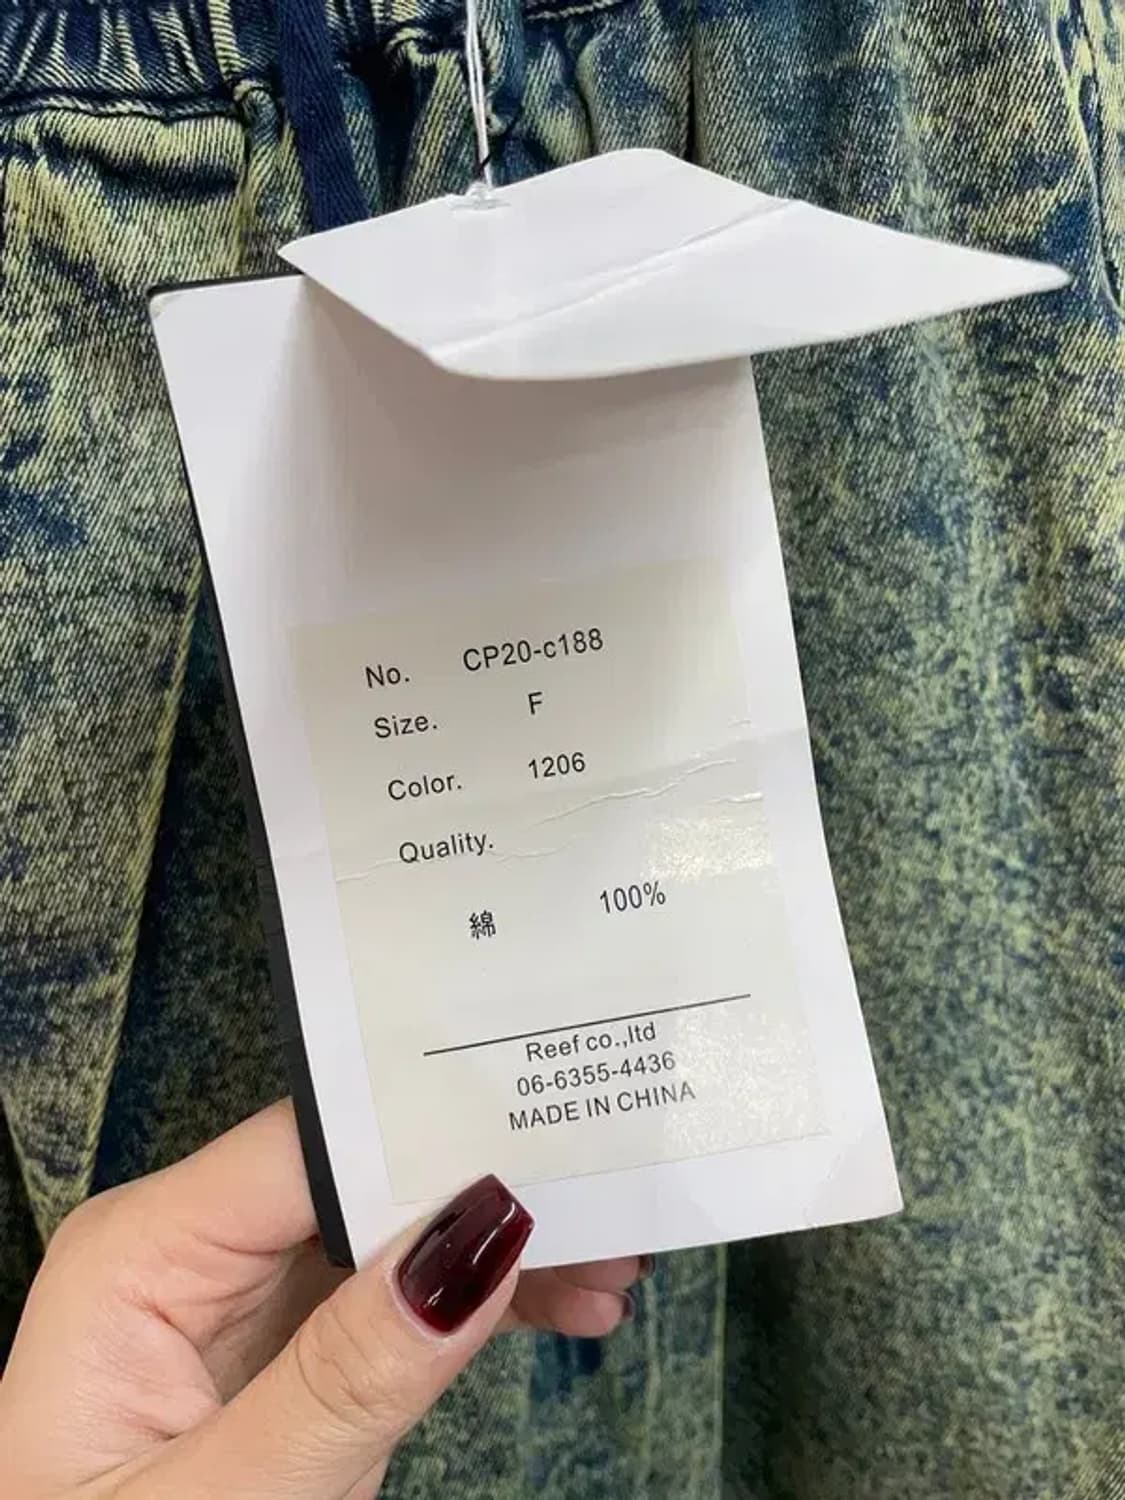 No. CP20-c188
Size. F
Color. 1206
Quality.
綿 100%
Reef co.,ltd
06-6355-4436
MADE IN CHINA